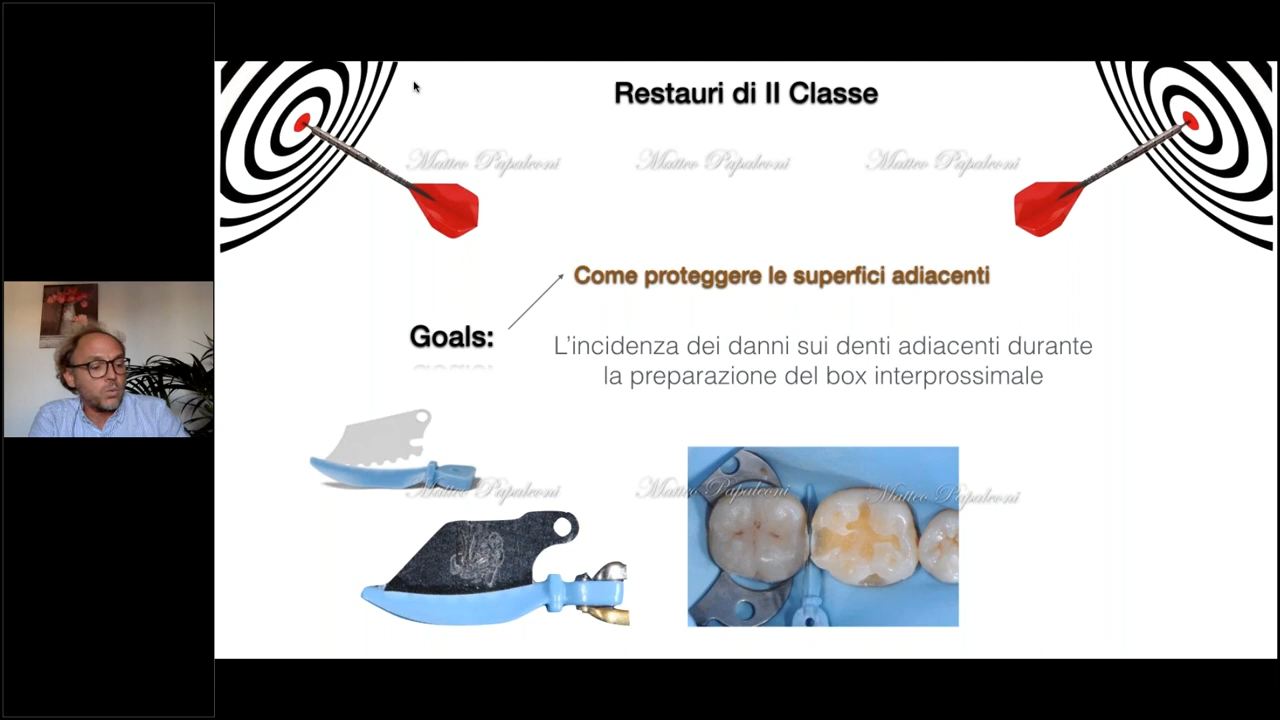 Restauri di II Classe
Matteo Papaleoni Matteo Papaleoni Matteo Papaleoni
Come proteggere le superfici adiacenti
Goals:
L'incidenza dei danni sui denti adiacenti durante
la preparazione del box interprossimale
Matteo Papaleoni Matteo Papaleoni Matteo Papaleoni